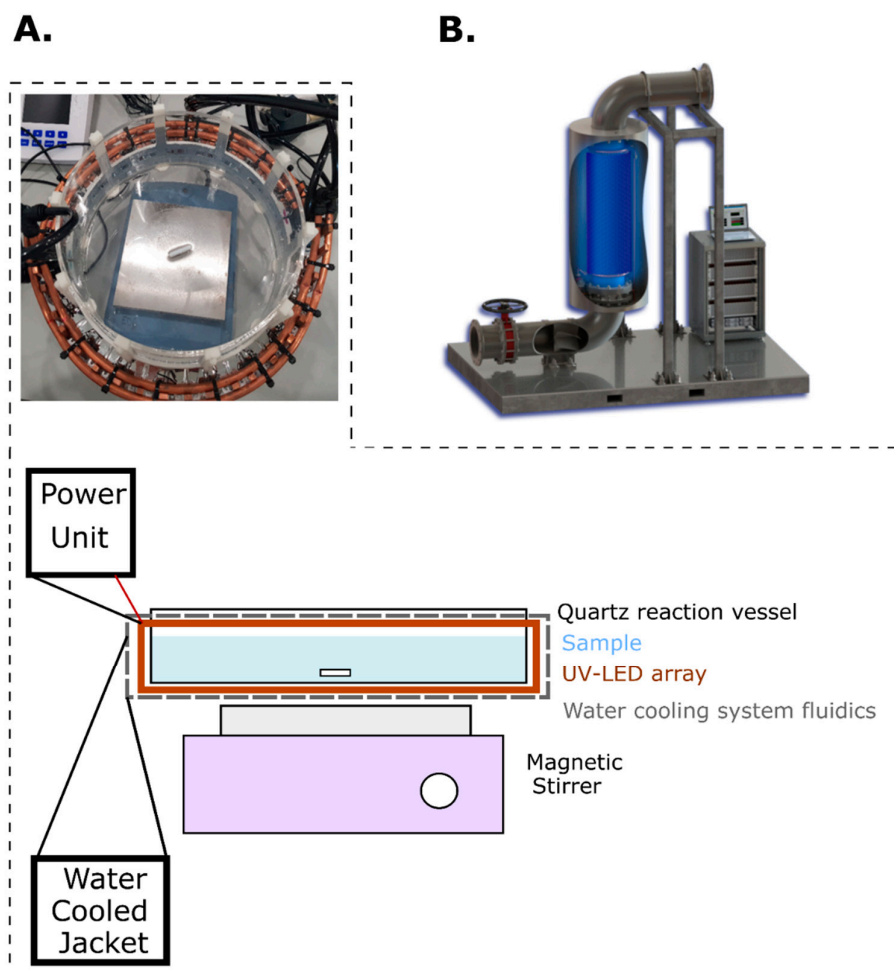 A.
B.
Power
Unit
Quartz reaction vessel
Sample
UV-LED array
Water cooling system fluidics
Magnetic
Stirrer
Water
Cooled
Jacket